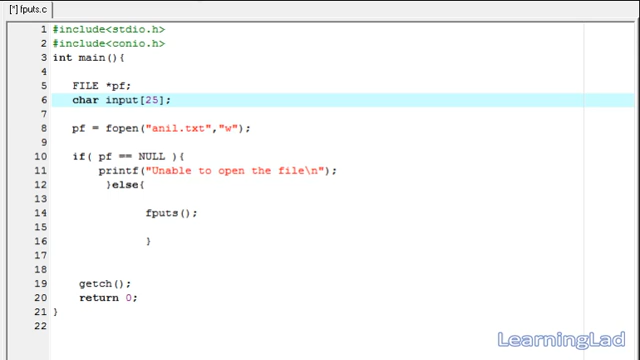 [*] fputs.c
1 #include<stdio.h>
2 #include<conio.h>
3 int main(){
4
5 FILE *pf;
6 char input[25];
7
8 pf = fopen("anil.txt","w");
9
10 if( pf == NULL ){
11 printf("Unable to open the file\n");
12 }else{
13
14 fputs();
15
16 }
17
18
19 getch();
20 return 0;
21 }
22
LearningLad